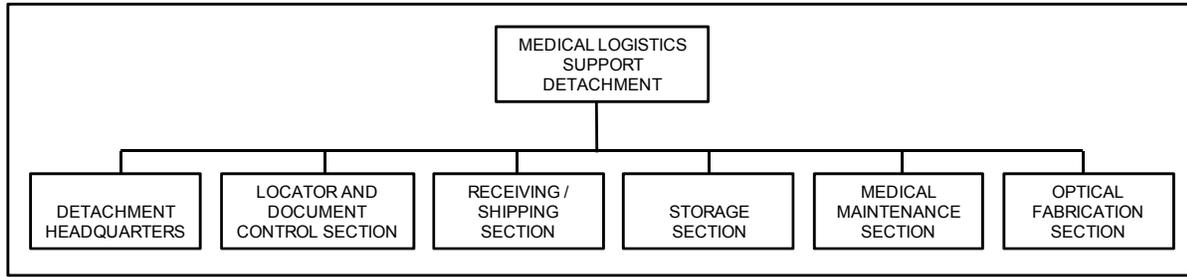 MEDICAL LOGISTICS
SUPPORT
DETACHMENT
DETACHMENT
HEADQUARTERS
LOCATOR AND
DOCUMENT
CONTROL SECTION
RECEIVING /
SHIPPING
SECTION
STORAGE
SECTION
MEDICAL
MAINTENANCE
SECTION
OPTICAL
FABRICATION
SECTION